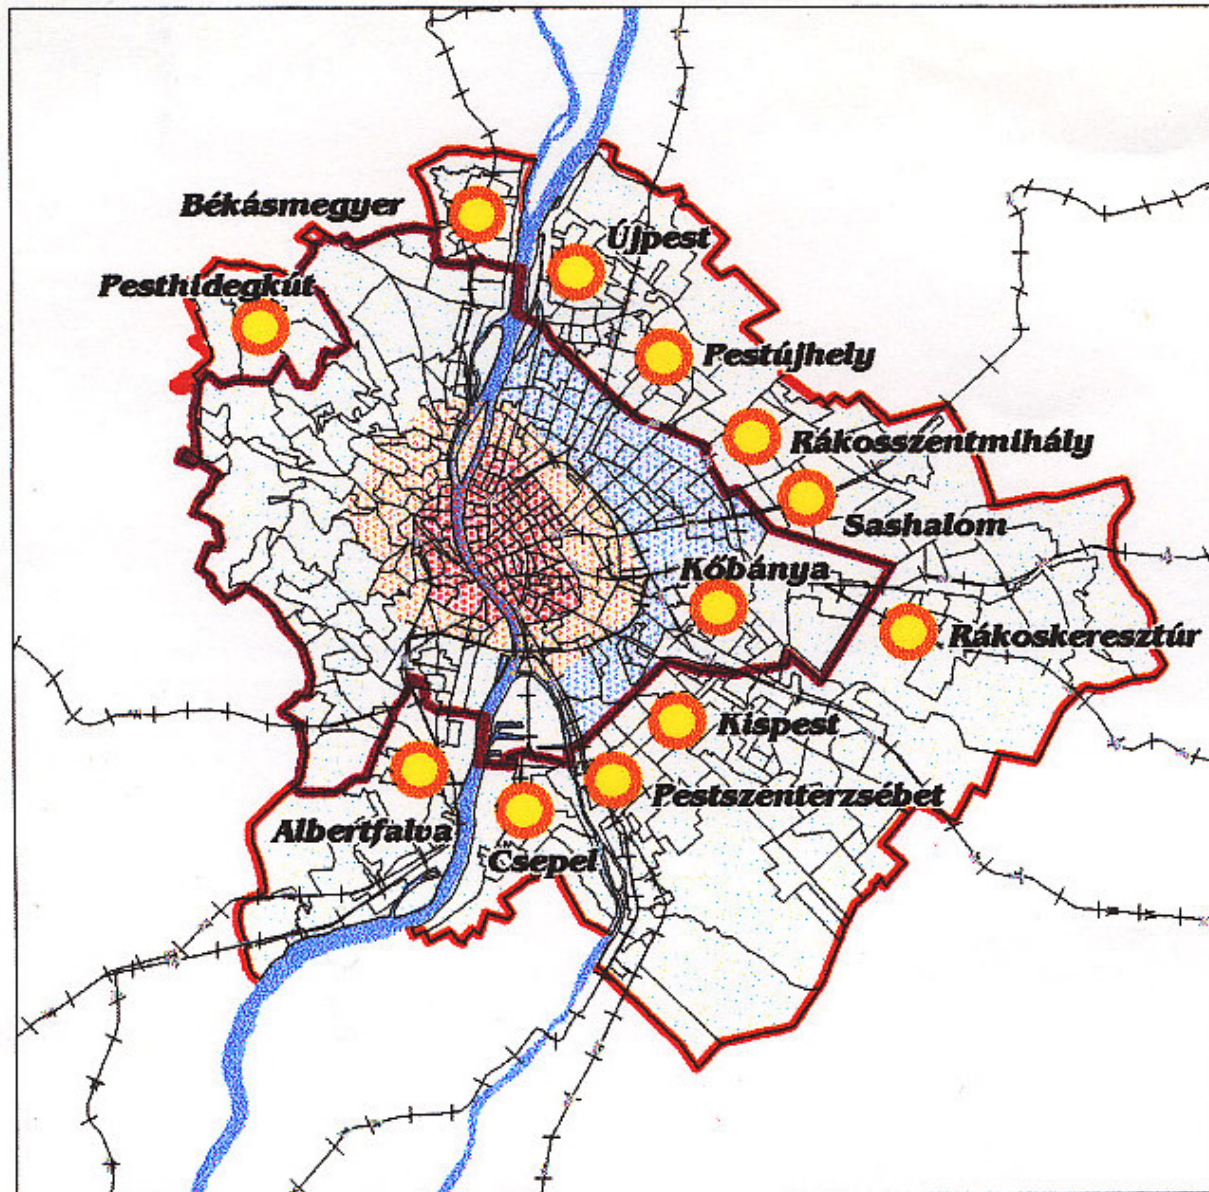 Békásmegyer
Újpest
Pesthidegkút
Pestújhely
Rákosszentmihály
Sashalom
Kőbánya
Rákoskeresztúr
Kispest
Pestszenterzsébet
Albertfalva
Csepel